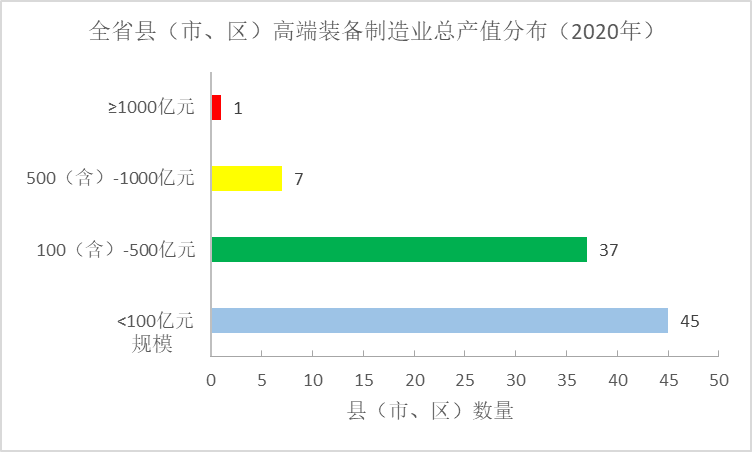 全省县（市、区）高端装备制造业总产值分布（2020年）
≥1000亿元
1
500（含）-1000亿元
7
100（含）-500亿元
37
<100亿元
45
规模
0 5 10 15 20 25 30 35 40 45 50
县（市、区）数量